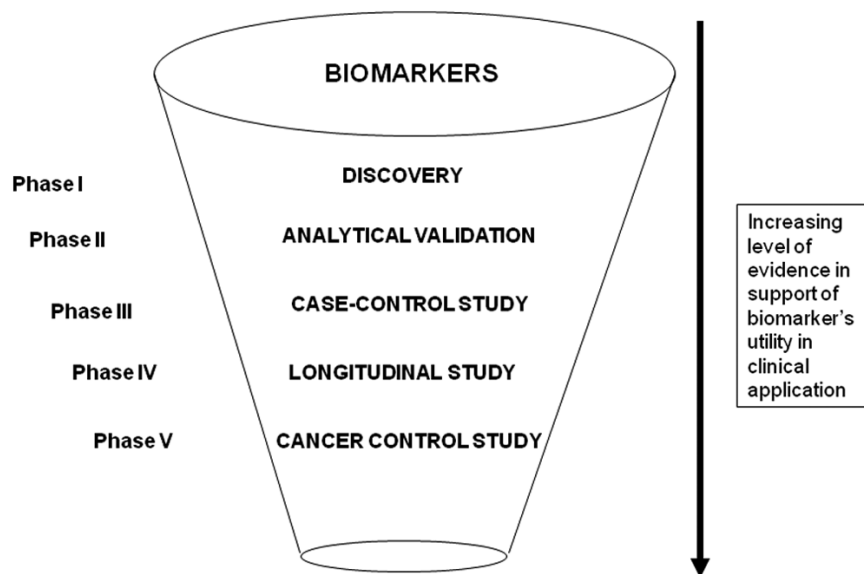 BIOMARKERS
Phase I
DISCOVERY
Phase II
ANALYTICAL VALIDATION
Phase III
CASE-CONTROL STUDY
Phase IV
LONGITUDINAL STUDY
Phase V
CANCER CONTROL STUDY
Increasing
level of
evidence in
support of
biomarker's
utility in
clinical
application